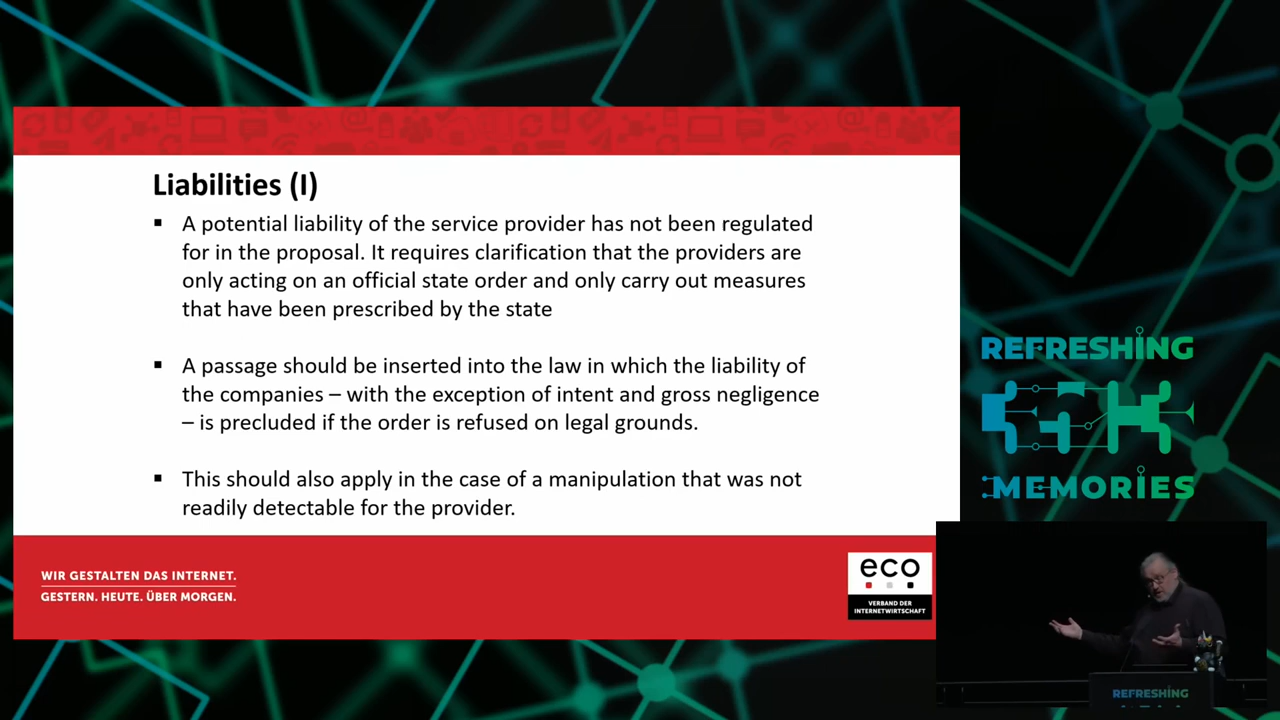 Liabilities (I)
▪ A potential liability of the service provider has not been regulated
for in the proposal. It requires clarification that the providers are
only acting on an official state order and only carry out measures
that have been prescribed by the state
▪ A passage should be inserted into the law in which the liability of
the companies – with the exception of intent and gross negligence
– is precluded if the order is refused on legal grounds.
▪ This should also apply in the case of a manipulation that was not
readily detectable for the provider.
WIR GESTALTEN DAS INTERNET.
GESTERN. HEUTE. ÜBER MORGEN.
eco
VERBAND DER
INTERNETWIRTSCHAFT
REFRESHING
MEMORIES
REFRESHING